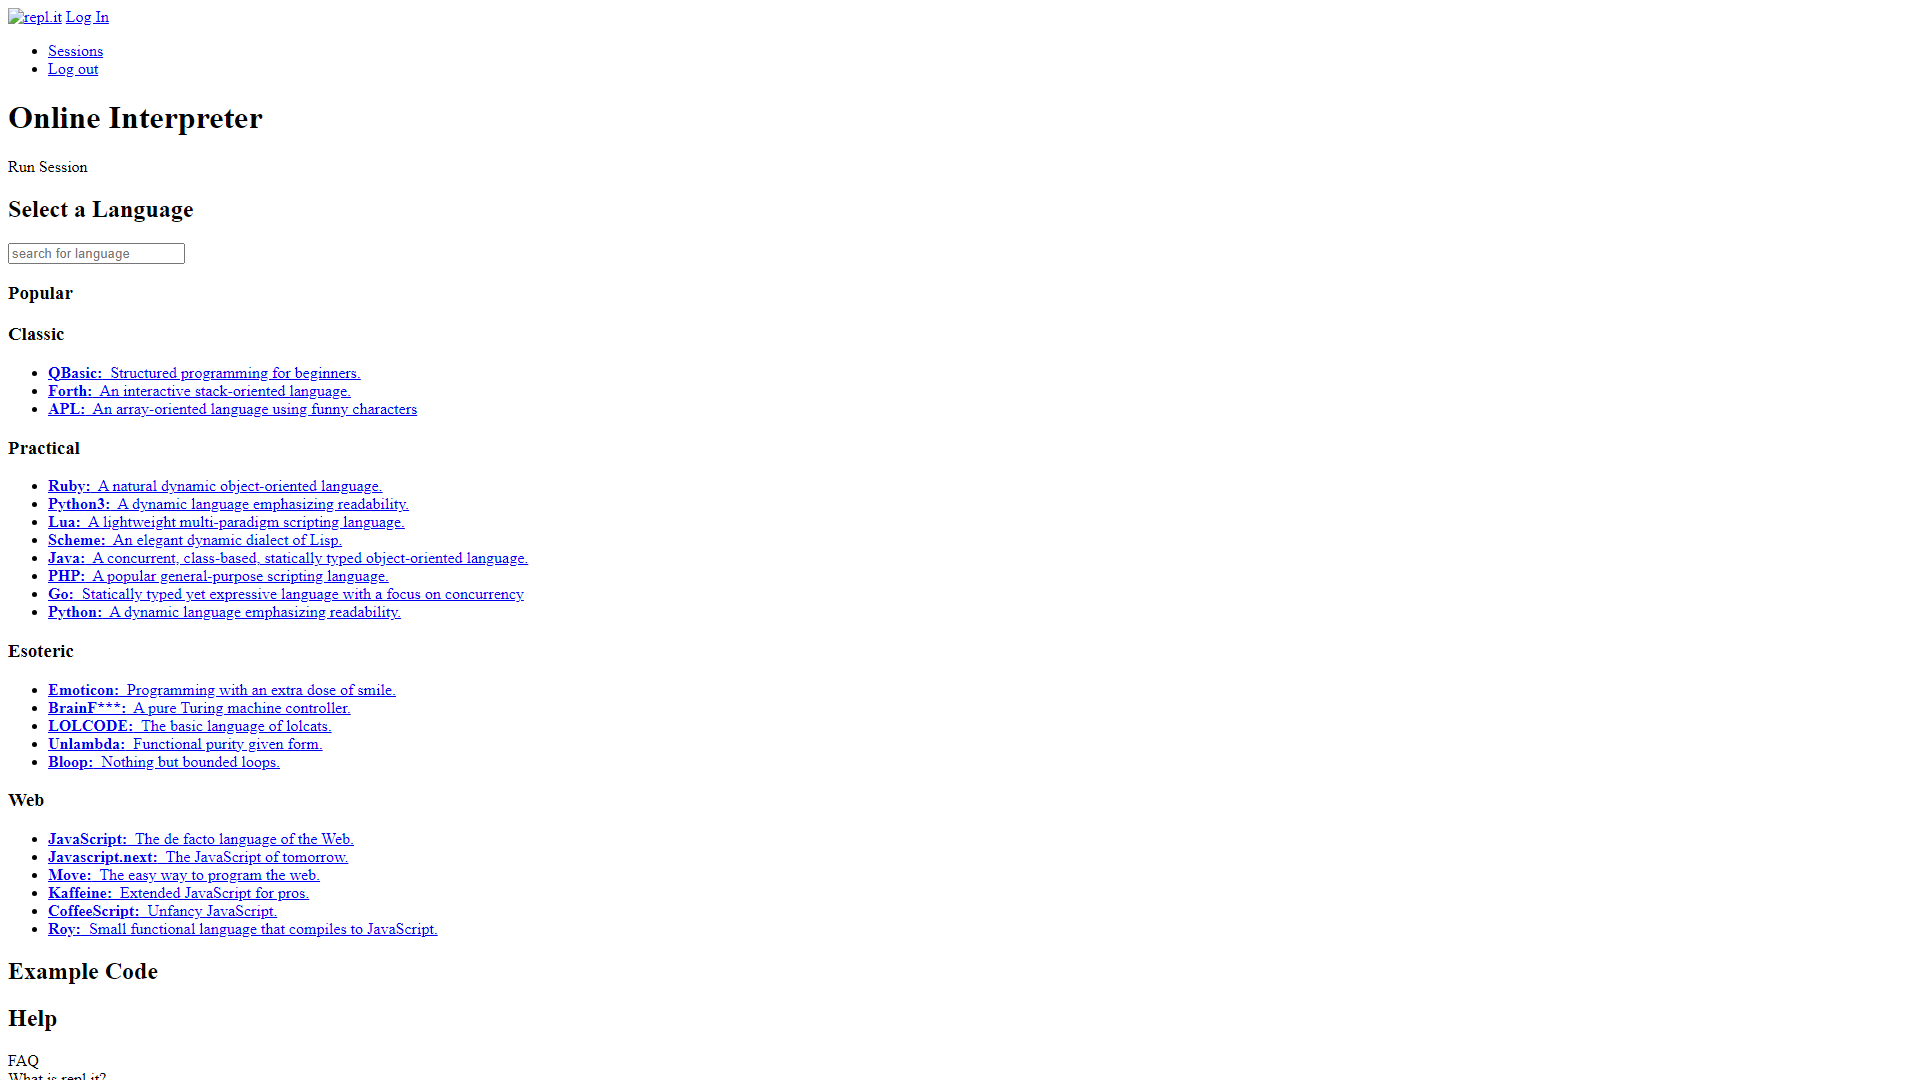 repl.it Log In
Sessions
Log out
Online Interpreter
Run Session
Select a Language
search for language
Popular
Classic
QBasic:  Structured programming for beginners.
Forth:  An interactive stack-oriented language.
APL:  An array-oriented language using funny characters
Practical
Ruby:  A natural dynamic object-oriented language.
Python3:  A dynamic language emphasizing readability.
Lua:  A lightweight multi-paradigm scripting language.
Scheme:  An elegant dynamic dialect of Lisp.
Java:  A concurrent, class-based, statically typed object-oriented language.
PHP:  A popular general-purpose scripting language.
Go:  Statically typed yet expressive language with a focus on concurrency
Python:  A dynamic language emphasizing readability.
Esoteric
Emoticon:  Programming with an extra dose of smile.
BrainF***:  A pure Turing machine controller.
LOLCODE:  The basic language of lolcats.
Unlambda:  Functional purity given form.
Bloop:  Nothing but bounded loops.
Web
JavaScript:  The de facto language of the Web.
Javascript.next:  The JavaScript of tomorrow.
Move:  The easy way to program the web.
Kaffeine:  Extended JavaScript for pros.
CoffeeScript:  Unfancy JavaScript.
Roy:  Small functional language that compiles to JavaScript.
Example Code
Help
FAQ
What is repl.it?